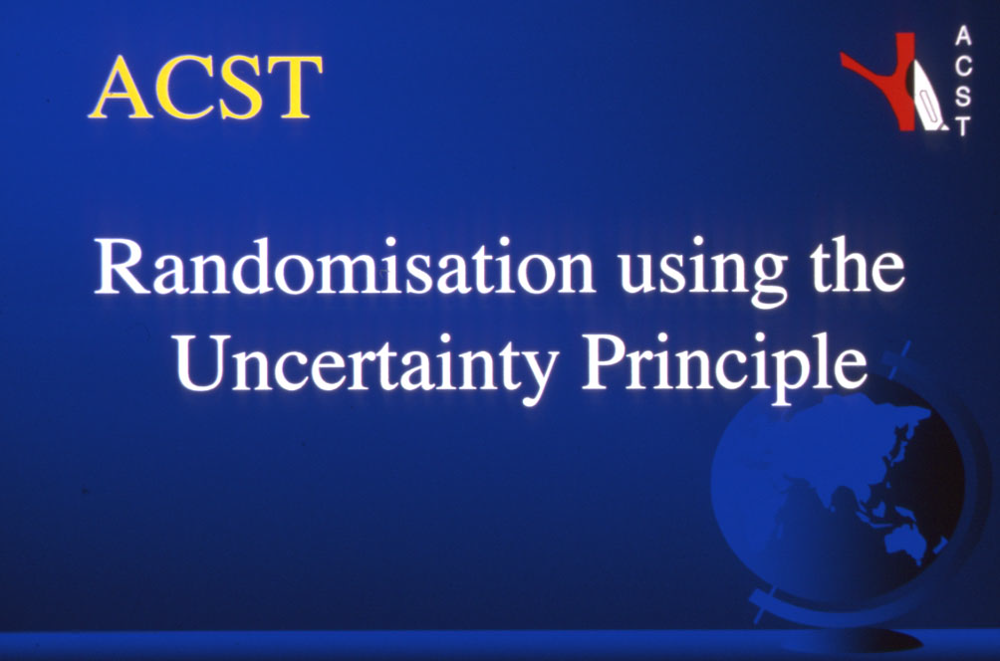 ACST
A
C
S
T
Randomisation using the
Uncertainty Principle